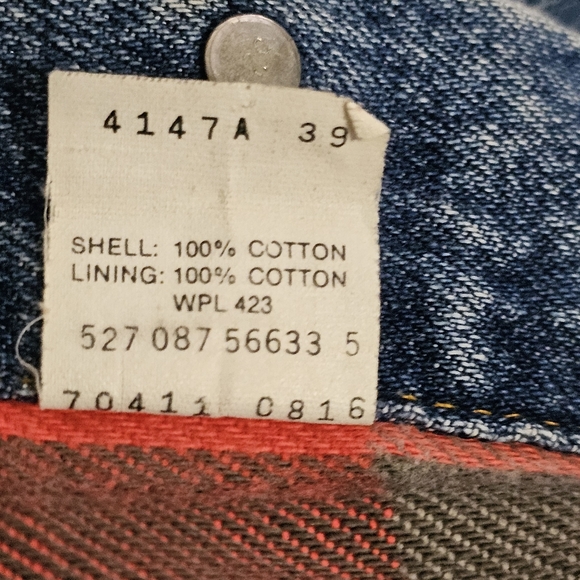 4147A 39
SHELL: 100% COTTON
LINING: 100% COTTON
WPL 423
527 087 56633 5
70411 0816